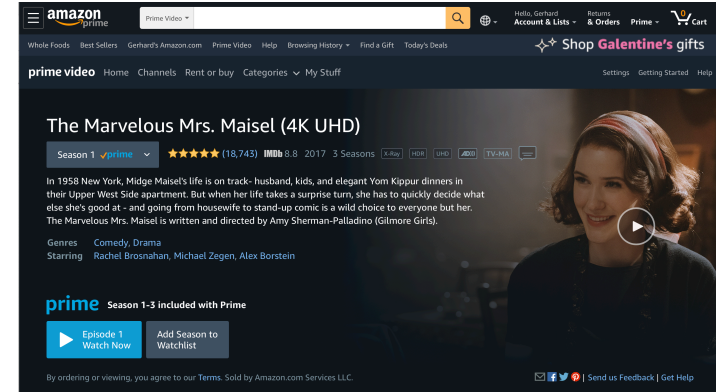 amazon
prime
Prime Video
Hello, Gerhard
Account & Lists
Returns
& Orders
Prime
0
Cart
Whole Foods
Best Sellers
Gerhard's Amazon.com
Prime Video
Help
Browsing History
Find a Gift
Today's Deals
Shop Galentine's gifts
prime video
Home
Channels
Rent or buy
Categories
My Stuff
Settings
Getting Started
Help
The Marvelous Mrs. Maisel (4K UHD)
Season 1 prime
(18,743) IMDb 8.8 2017 3 Seasons X-Ray HDR UHD AD TV-MA
In 1958 New York, Midge Maisel's life is on track- husband, kids, and elegant Yom Kippur dinners in
their Upper West Side apartment. But when her life takes a surprise turn, she has to quickly decide what
else she's good at - and going from housewife to stand-up comic is a wild choice to everyone but her.
The Marvelous Mrs. Maisel is written and directed by Amy Sherman-Palladino (Gilmore Girls).
Genres Comedy, Drama
Starring Rachel Brosnahan, Michael Zegen, Alex Borstein
prime Season 1-3 included with Prime
Episode 1
Watch Now
Add Season to
Watchlist
By ordering or viewing, you agree to our Terms. Sold by Amazon.com Services LLC.
| Send us Feedback | Get Help